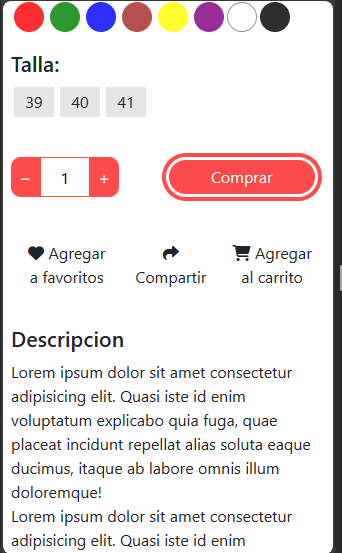 Talla:
39 40 41
− 1 + Comprar
Agregar a favoritos
Compartir
Agregar al carrito
Descripcion
Lorem ipsum dolor sit amet consectetur
adipisicing elit. Quasi iste id enim
voluptatum explicabo quia fuga, quae
placeat incidunt repellat alias soluta eaque
ducimus, itaque ab labore omnis illum
doloremque!
Lorem ipsum dolor sit amet consectetur
adipisicing elit. Quasi iste id enim